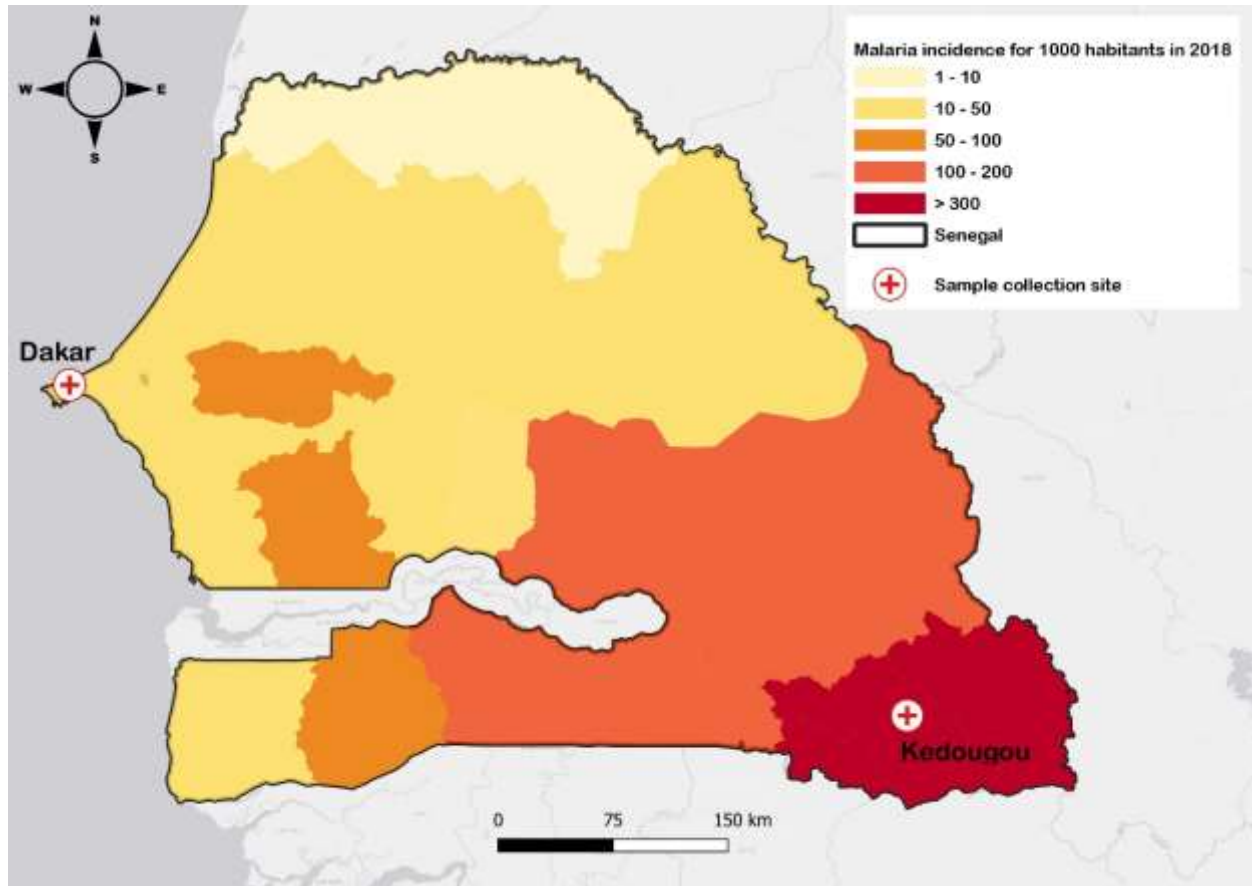 N
W E
S
Malaria incidence for 1000 habitants in 2018
1 - 10
10 - 50
50 - 100
100 - 200
> 300
Senegal
Sample collection site
Dakar
Kedougou
0 75 150 km